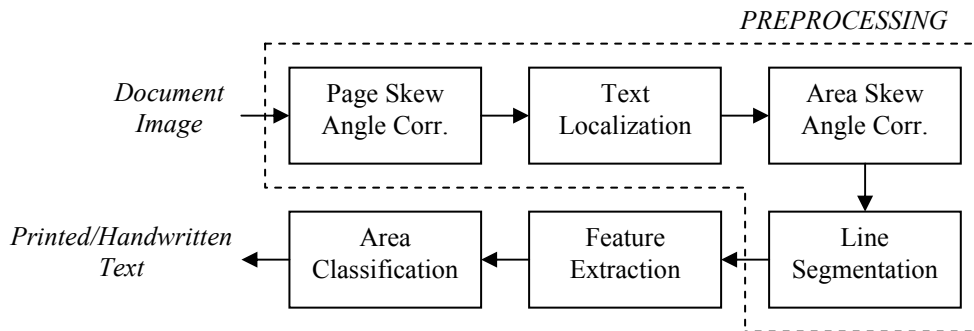 PREPROCESSING
Document
Image
Page Skew
Angle Corr.
Text
Localization
Area Skew
Angle Corr.
Line
Segmentation
Feature
Extraction
Area
Classification
Printed/Handwritten
Text